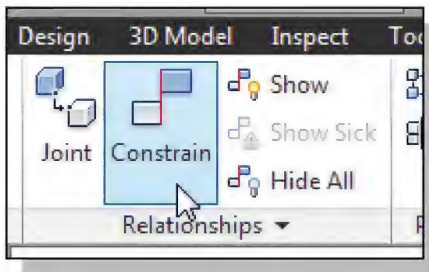 Design 3D Model Inspect
Joint
Constrain
Show
Show Sick
Hide All
Relationships